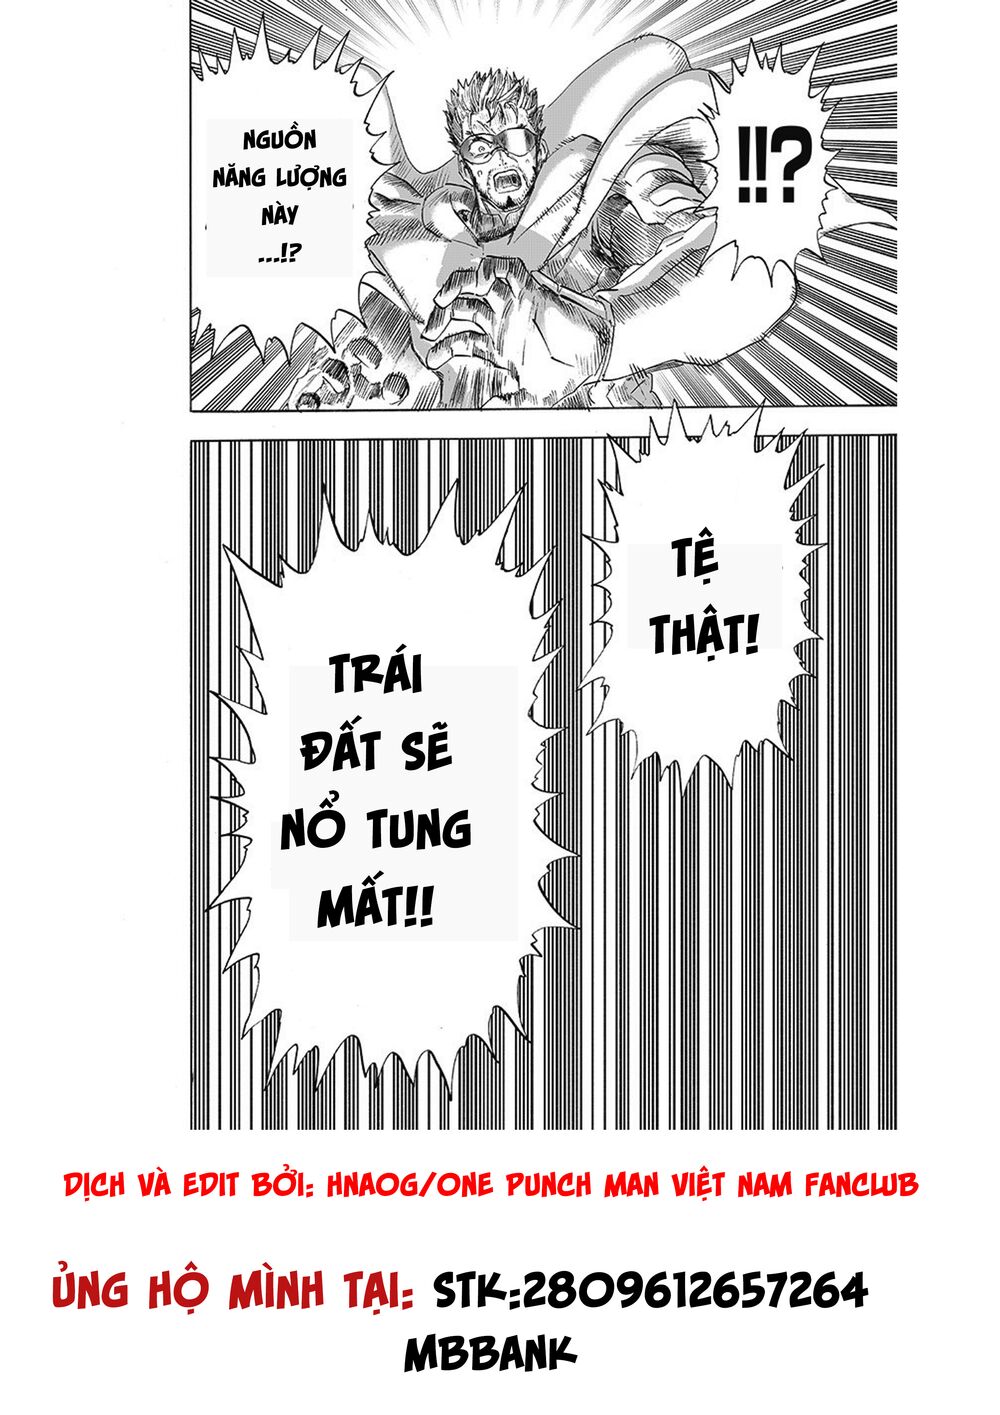 !!?
NGUỒN
NĂNG LƯỢNG
NÀY
...!?
TỆ
THẬT!
TRÁI
ĐẤT SẼ
NỔ TUNG
MẤT!!
DỊCH VÀ EDIT BỞI: HNAOG/ONE PUNCH MAN VIỆT NAM FANCLUB
ỦNG HỘ MÌNH TẠI: STK:2809612657264
MBBANK